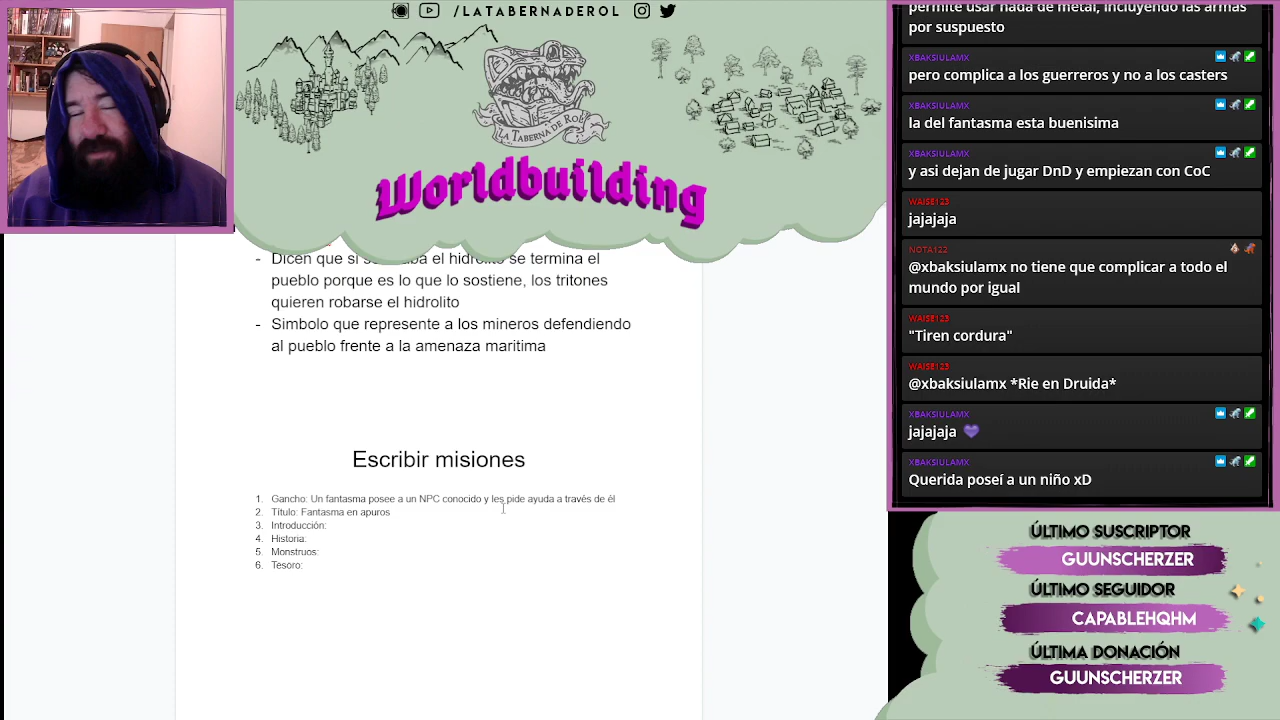 /LATABERNADEROL
LA TABERNA DE ROL
Worldbuilding
- Dicen que si se el hidrolito se termina el
pueblo porque es lo que lo sostiene, los tritones
quieren robarse el hidrolito
- Simbolo que represente a los mineros defendiendo
al pueblo frente a la amenaza maritima
Escribir misiones
1. Gancho: Un fantasma posee a un NPC conocido y les pide ayuda a través de él
2. Título: Fantasma en apuros
3. Introducción:
4. Historia:
5. Monstruos:
6. Tesoro:
permite usar nada de metal, incluyendo las armas
por suspuesto
XBAKSIULAMX
pero complica a los guerreros y no a los casters
XBAKSIULAMX
la del fantasma esta buenisima
XBAKSIULAMX
y asi dejan de jugar DnD y empiezan con CoC
WAISE123
jajajaja
NOTA122
@xbaksiulamx no tiene que complicar a todo el
mundo por igual
WAISE123
"Tiren cordura"
WAISE123
@xbaksiulamx *Rie en Druida*
XBAKSIULAMX
jajajaja 💜
XBAKSIULAMX
Querida poseí a un niño xD
ÚLTIMO SUSCRIPTOR
GUUNSCHERZER
ÚLTIMO SEGUIDOR
CAPABLEHQHM
ÚLTIMA DONACIÓN
GUUNSCHERZER